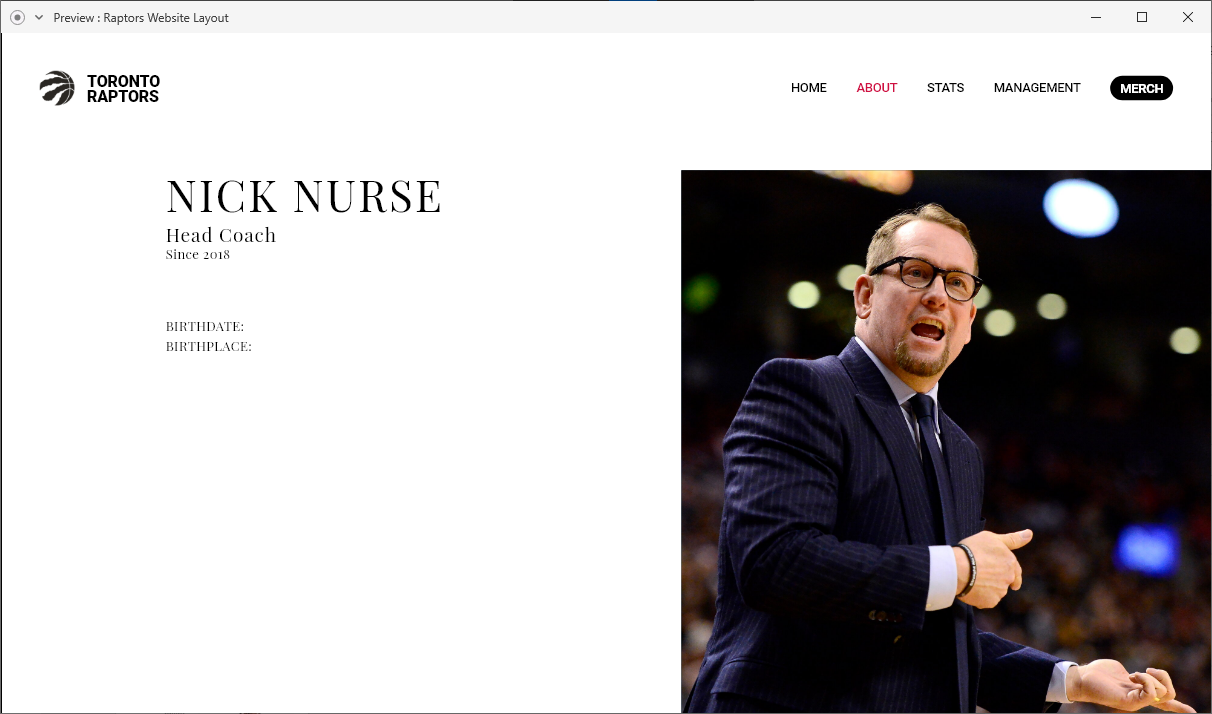 Preview : Raptors Website Layout
TORONTO
RAPTORS
HOME ABOUT STATS MANAGEMENT MERCH
NICK NURSE
Head Coach
Since 2018
BIRTHDATE:
BIRTHPLACE: